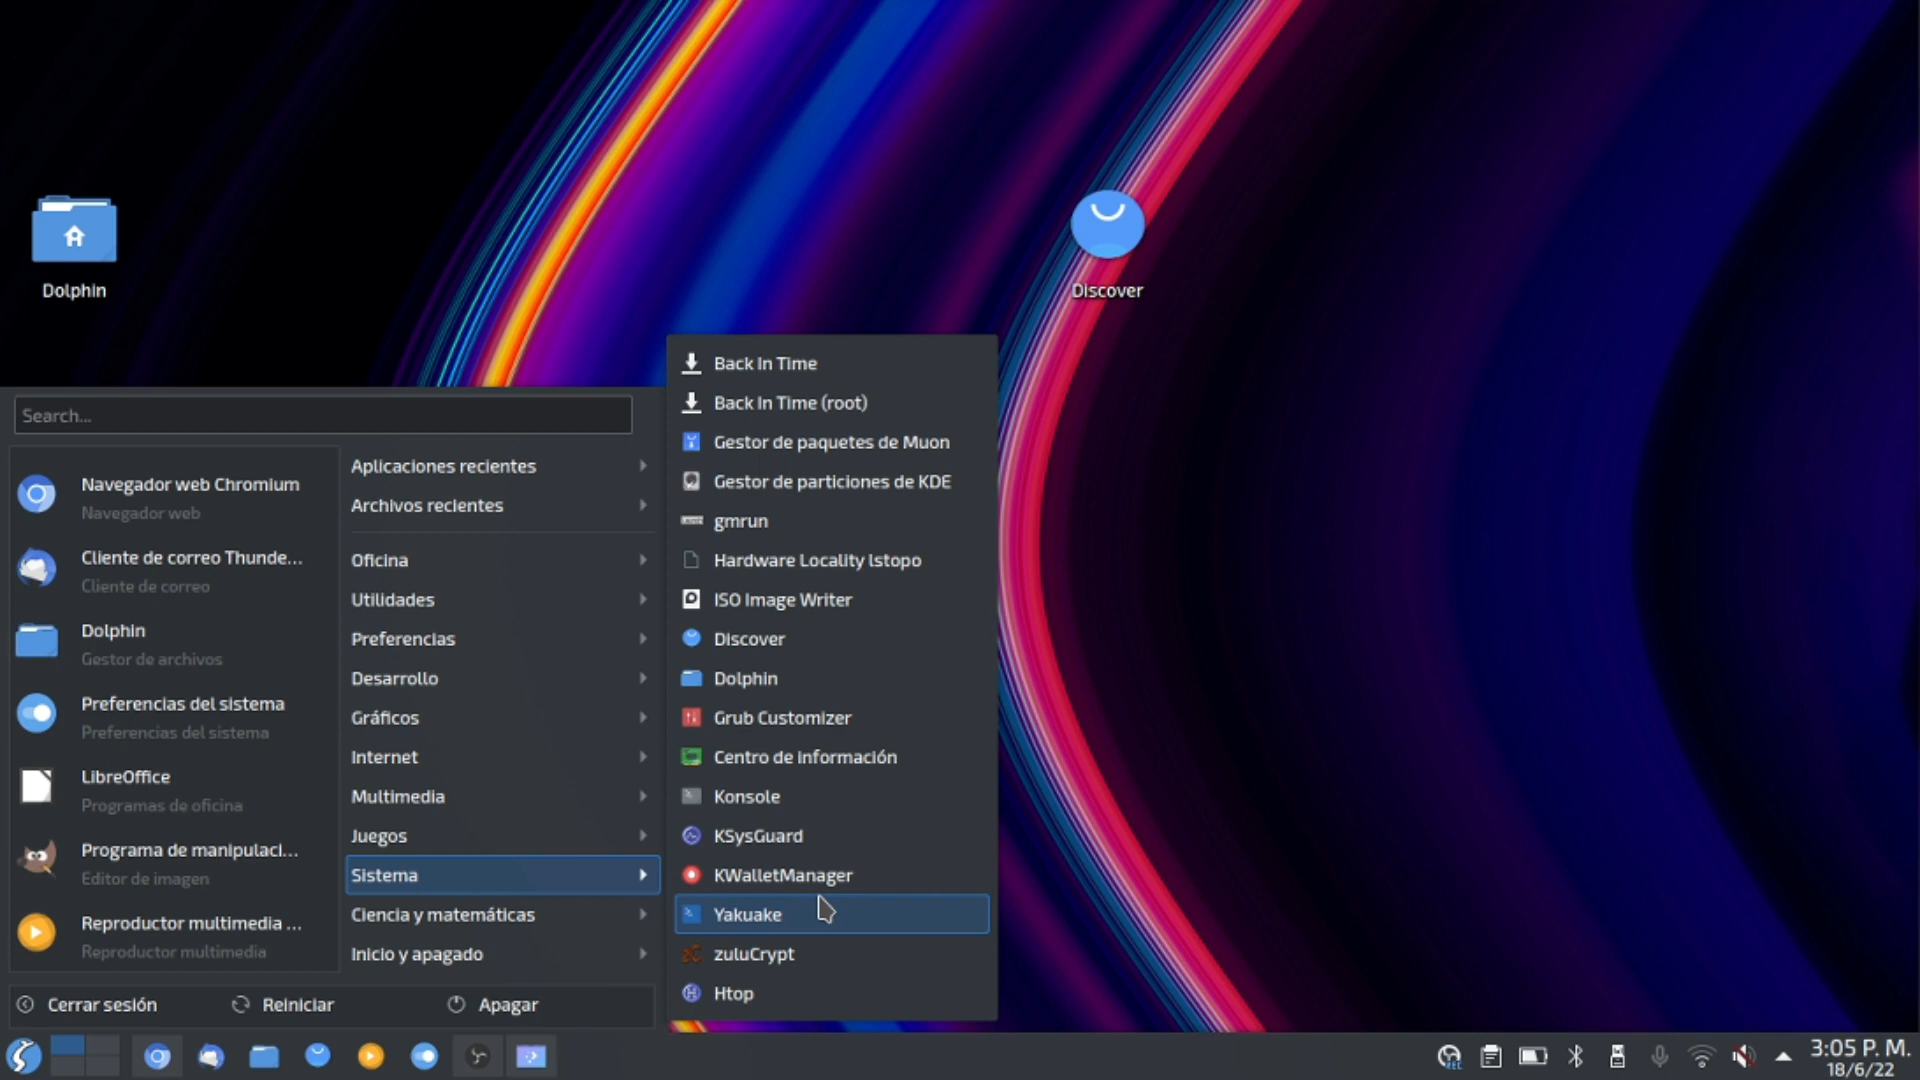 Dolphin
Discover
Search...
Navegador web Chromium
Navegador web
Cliente de correo Thunde...
Cliente de correo
Dolphin
Gestor de archivos
Preferencias del sistema
Preferencias del sistema
LibreOffice
Programas de oficina
Programa de manipulaci...
Editor de imagen
Reproductor multimedia ...
Reproductor multimedia
Aplicaciones recientes
Archivos recientes
Oficina
Utilidades
Preferencias
Desarrollo
Gráficos
Internet
Multimedia
Juegos
Sistema
Ciencia y matemáticas
Inicio y apagado
Cerrar sesión
Reiniciar
Apagar
Back In Time
Back In Time (root)
Gestor de paquetes de Muon
Gestor de particiones de KDE
gmrun
Hardware Locality lstopo
ISO Image Writer
Discover
Dolphin
Grub Customizer
Centro de información
Konsole
KSysGuard
KWalletManager
Yakuake
zuluCrypt
Htop
REC
3:05 P. M.
18/6/22